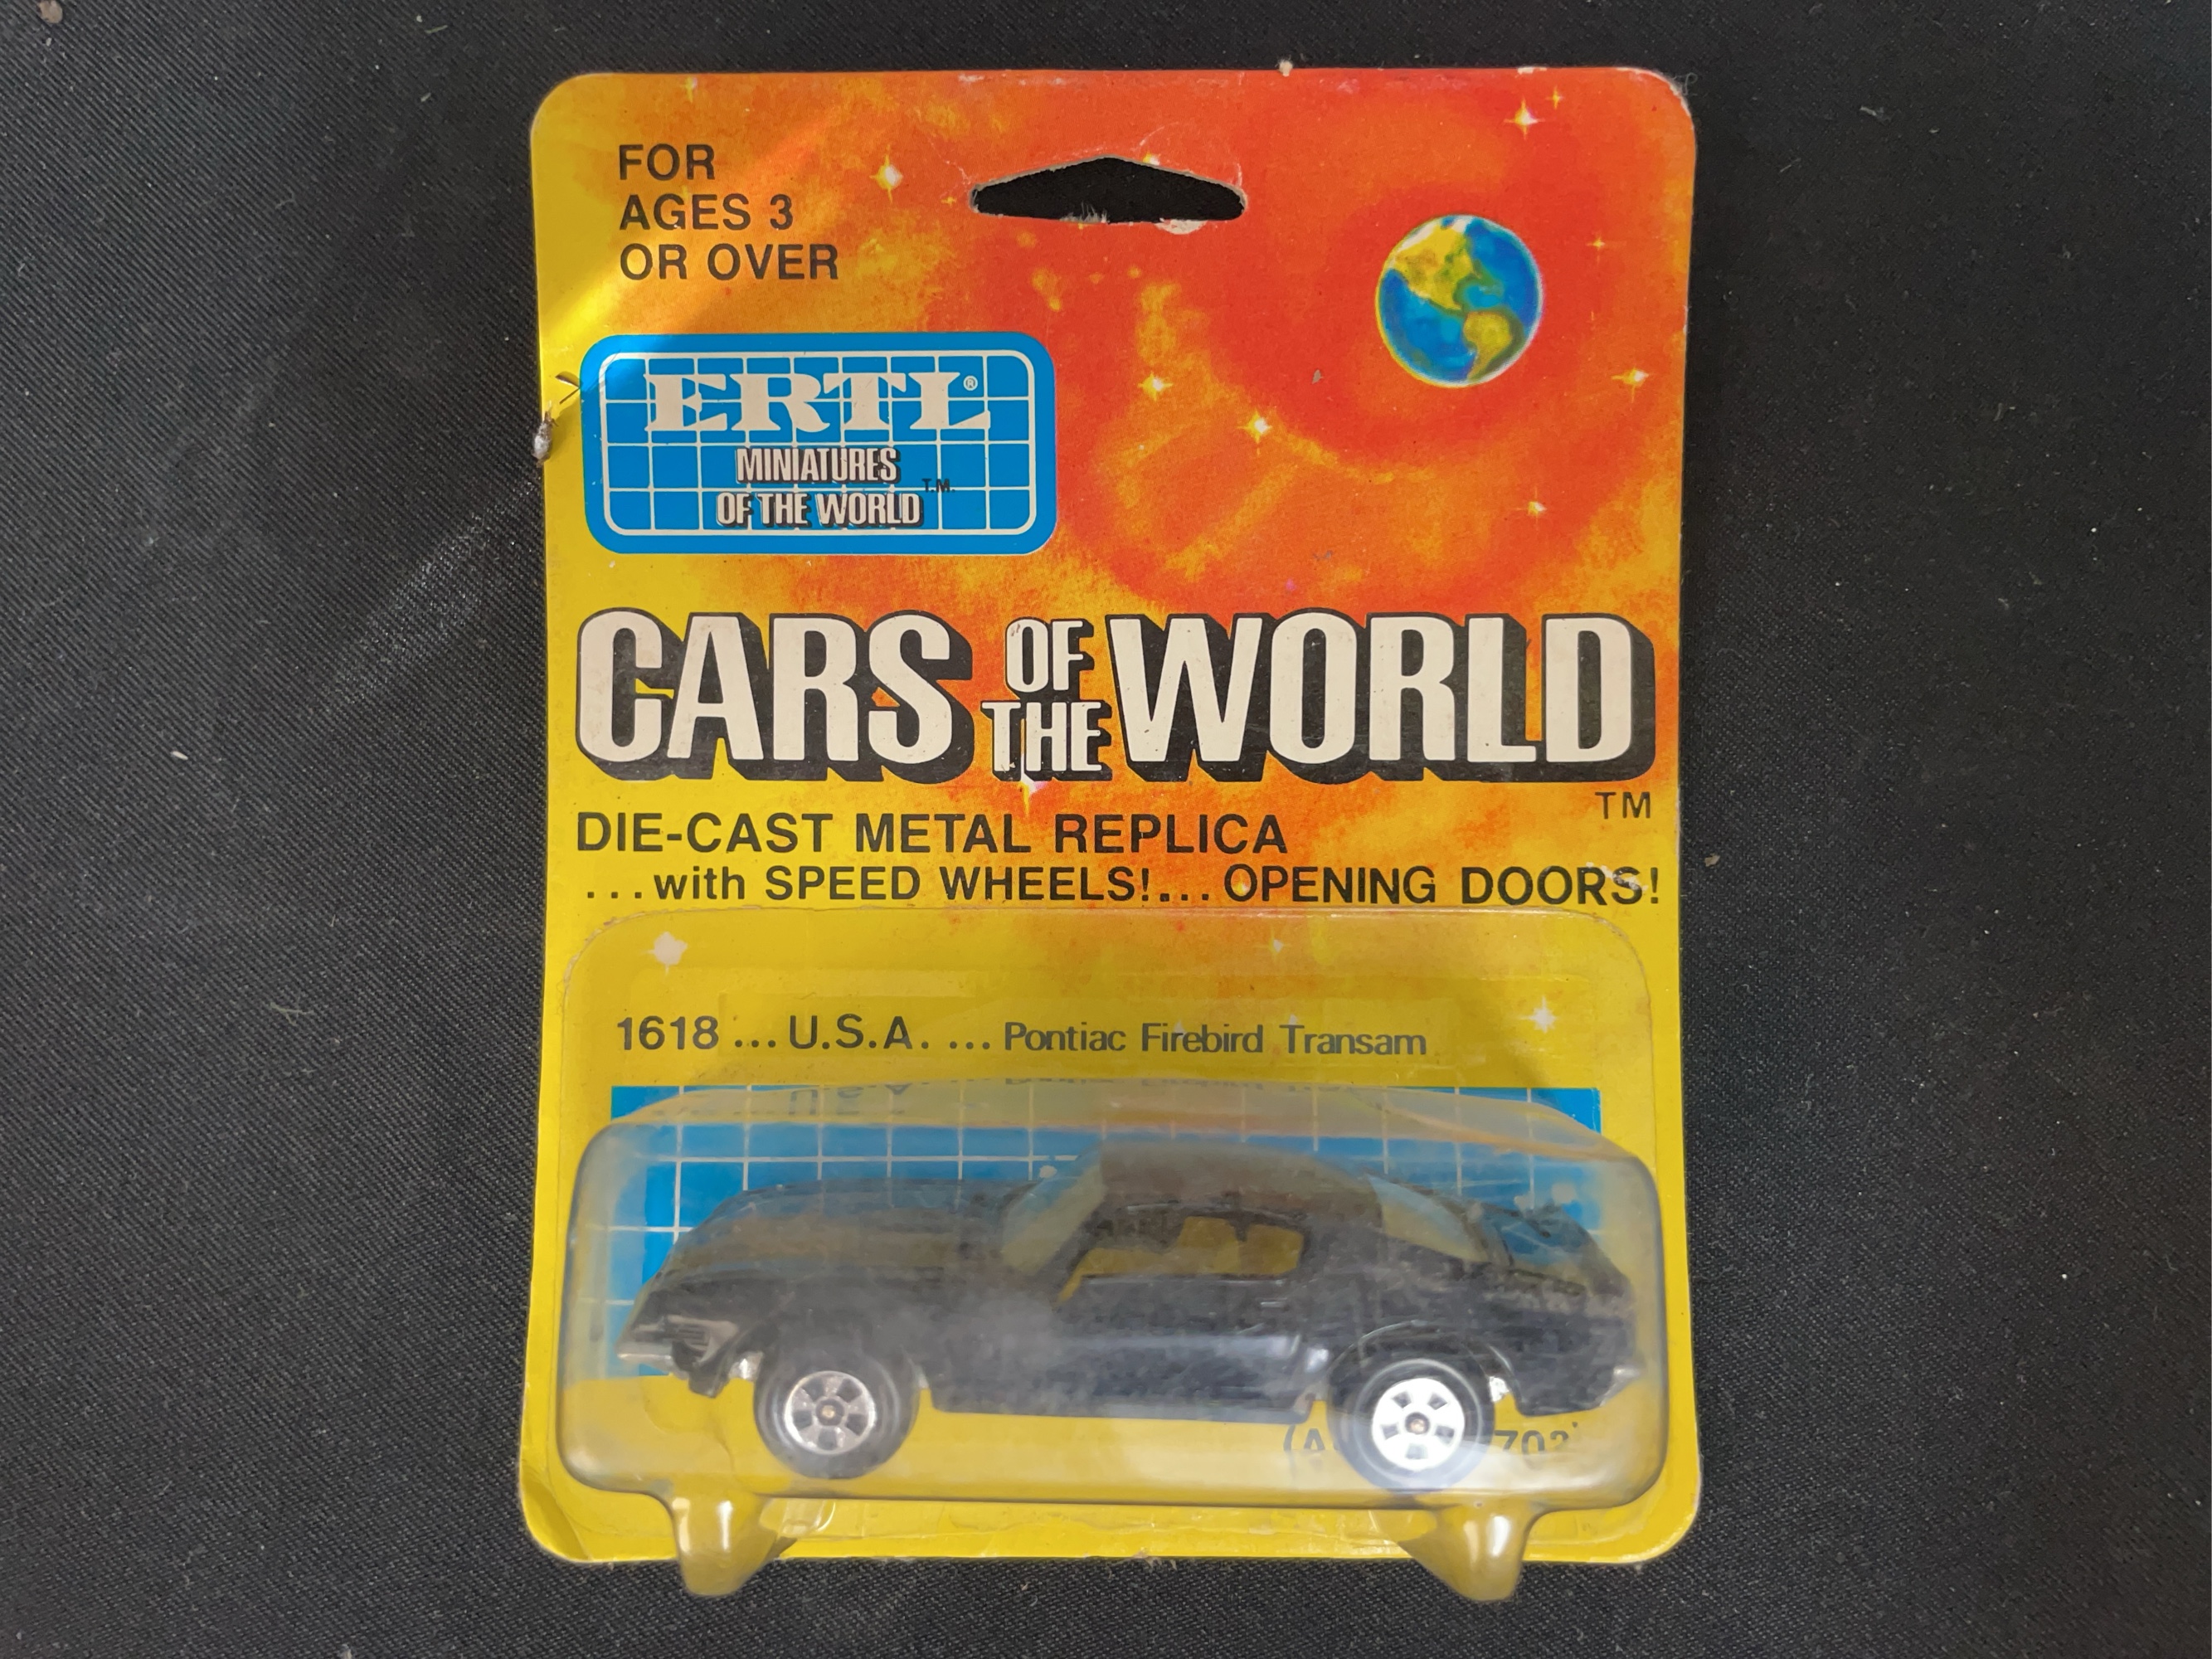 FOR
AGES 3
OR OVER
ERTL®
MINIATURES
OF THE WORLD T.M.
CARS OF THE WORLD
TM
DIE-CAST METAL REPLICA
...with SPEED WHEELS!... OPENING DOORS!
1618 ... U.S.A. ... Pontiac Firebird Transam